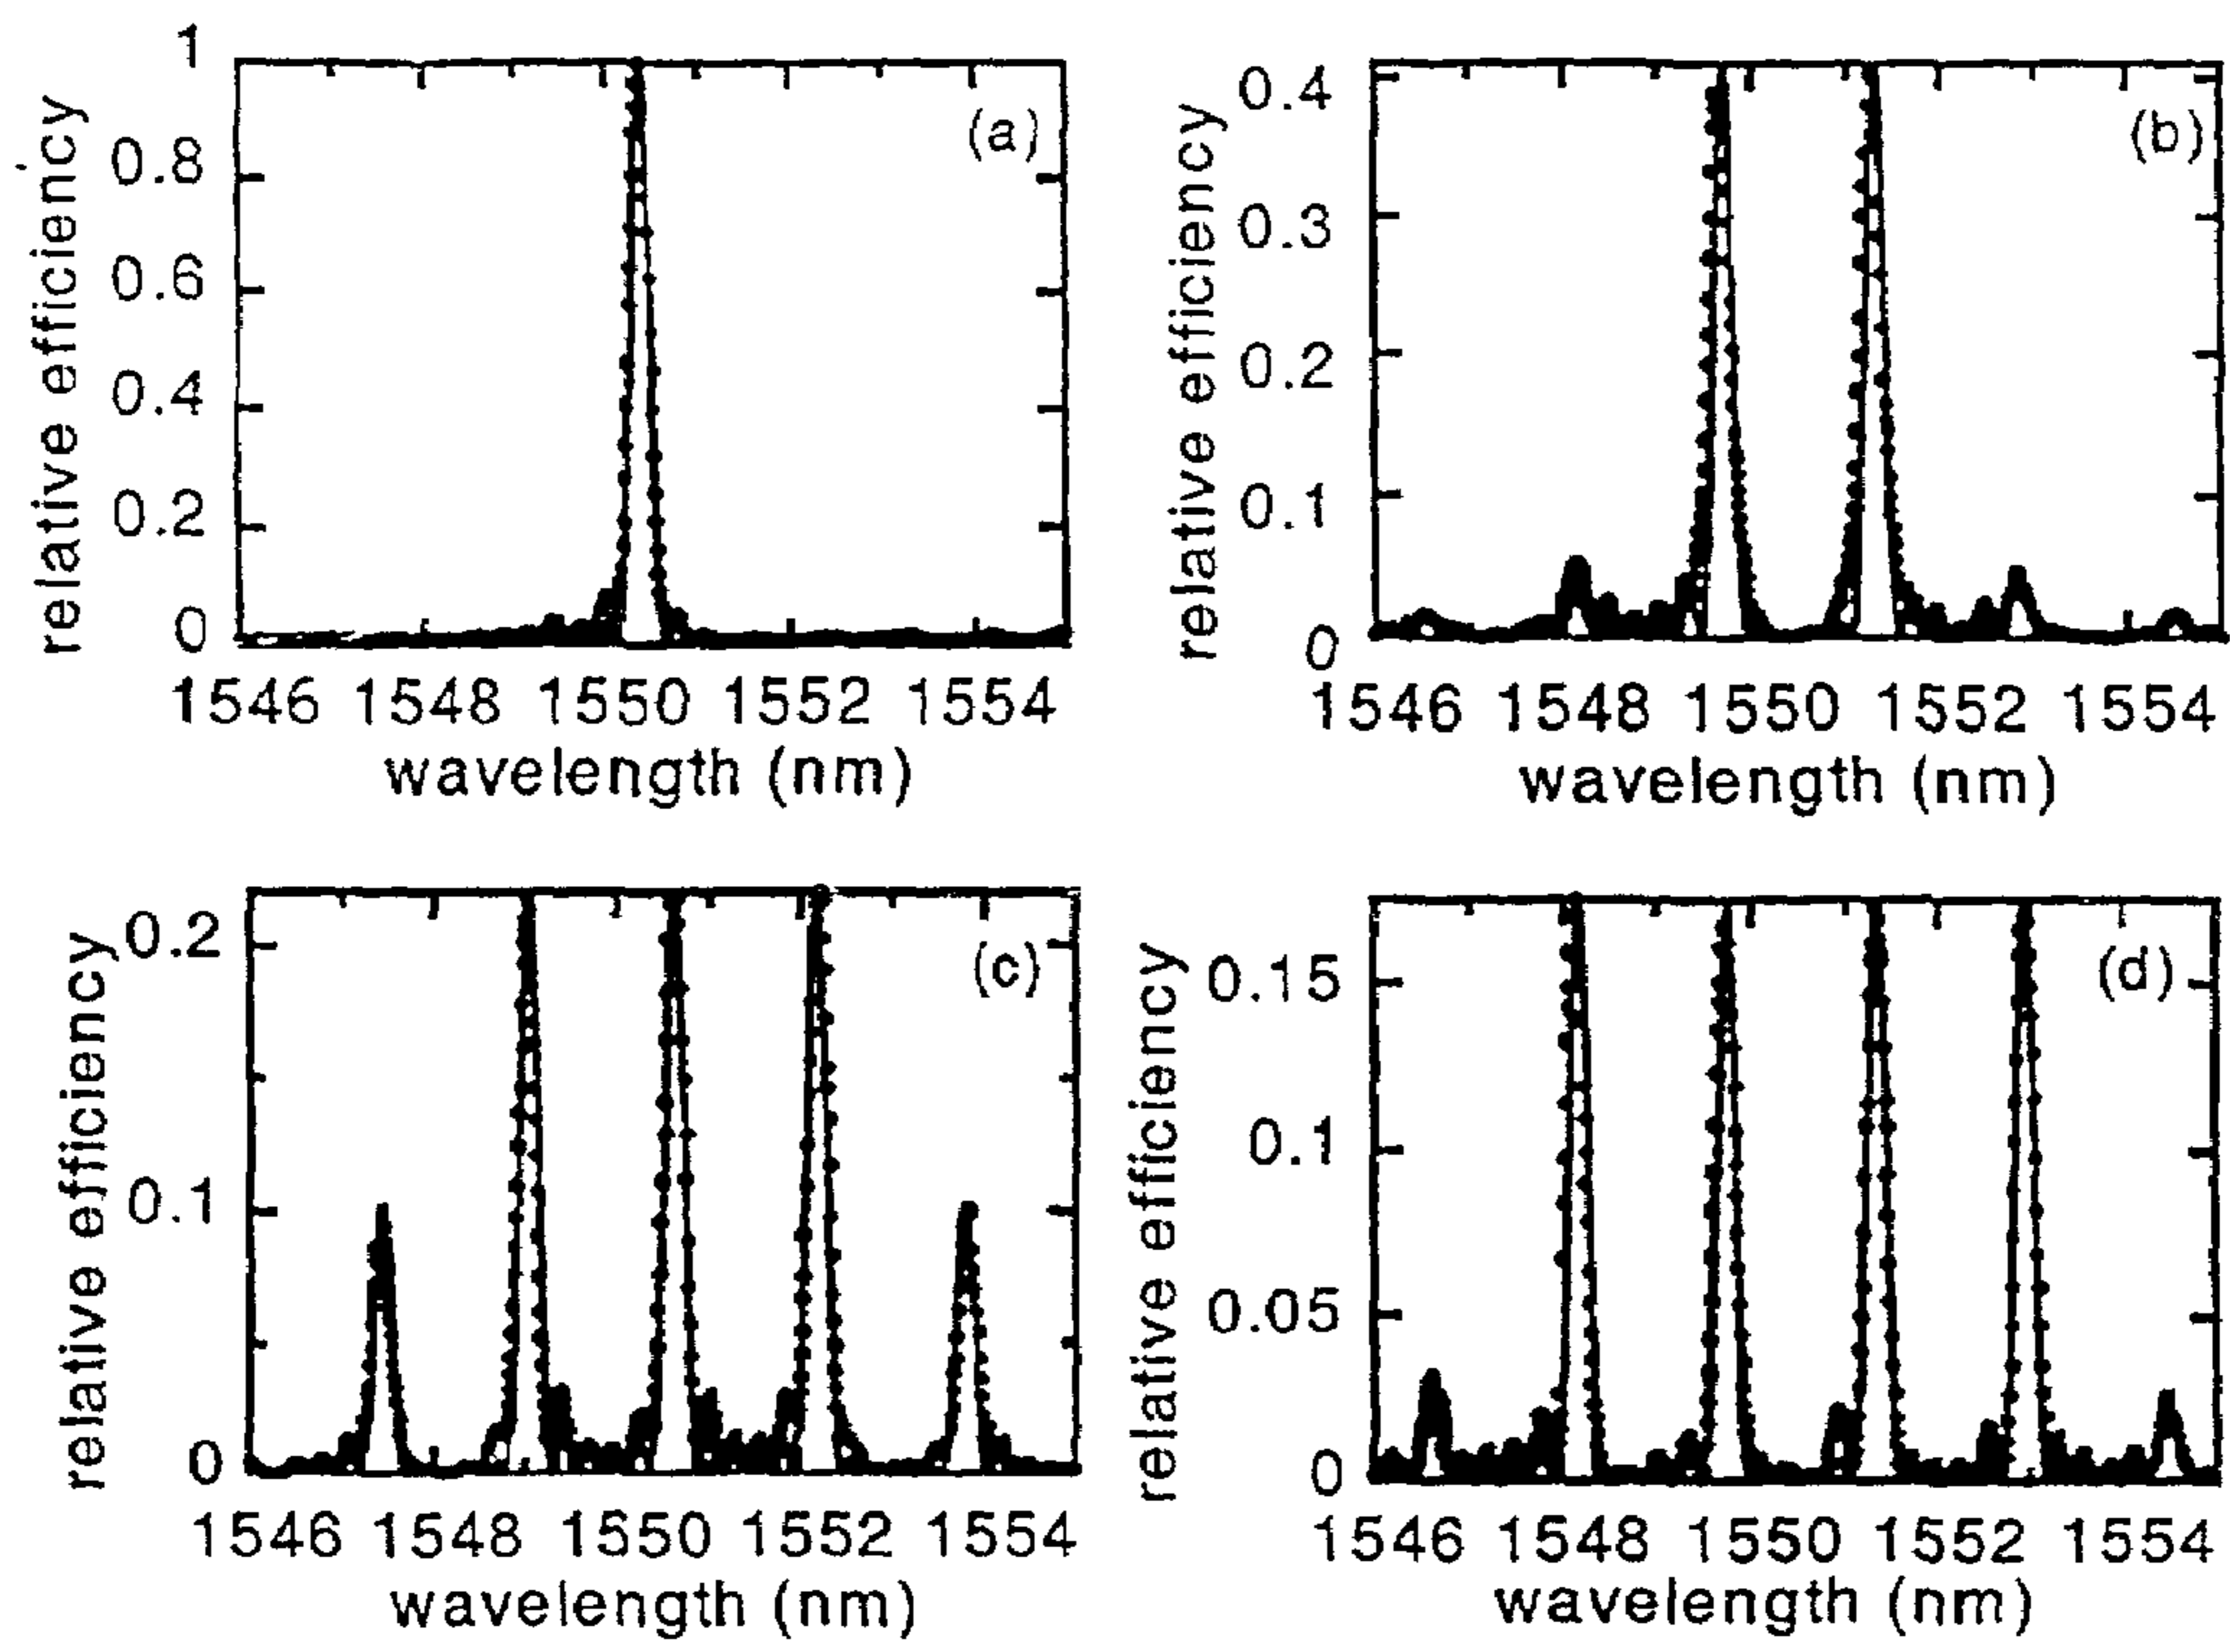 (a)
relative efficiency
1
0.8
0.6
0.4
0.2
0
1546 1548 1550 1552 1554
wavelength (nm)
(b)
relative efficiency
0.4
0.3
0.2
0.1
0
1546 1548 1550 1552 1554
wavelength (nm)
(c)
relative efficiency
0.2
0.1
0
1546 1548 1550 1552 1554
wavelength (nm)
(d)
relative efficiency
0.15
0.1
0.05
0
1546 1548 1550 1552 1554
wavelength (nm)